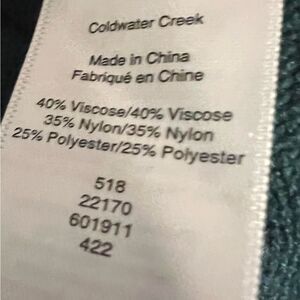 Coldwater Creek
Made in China
Fabriqué en Chine
40% Viscose/40% Viscose
35% Nylon/35% Nylon
25% Polyester/25% Polyester
518
22170
601911
422